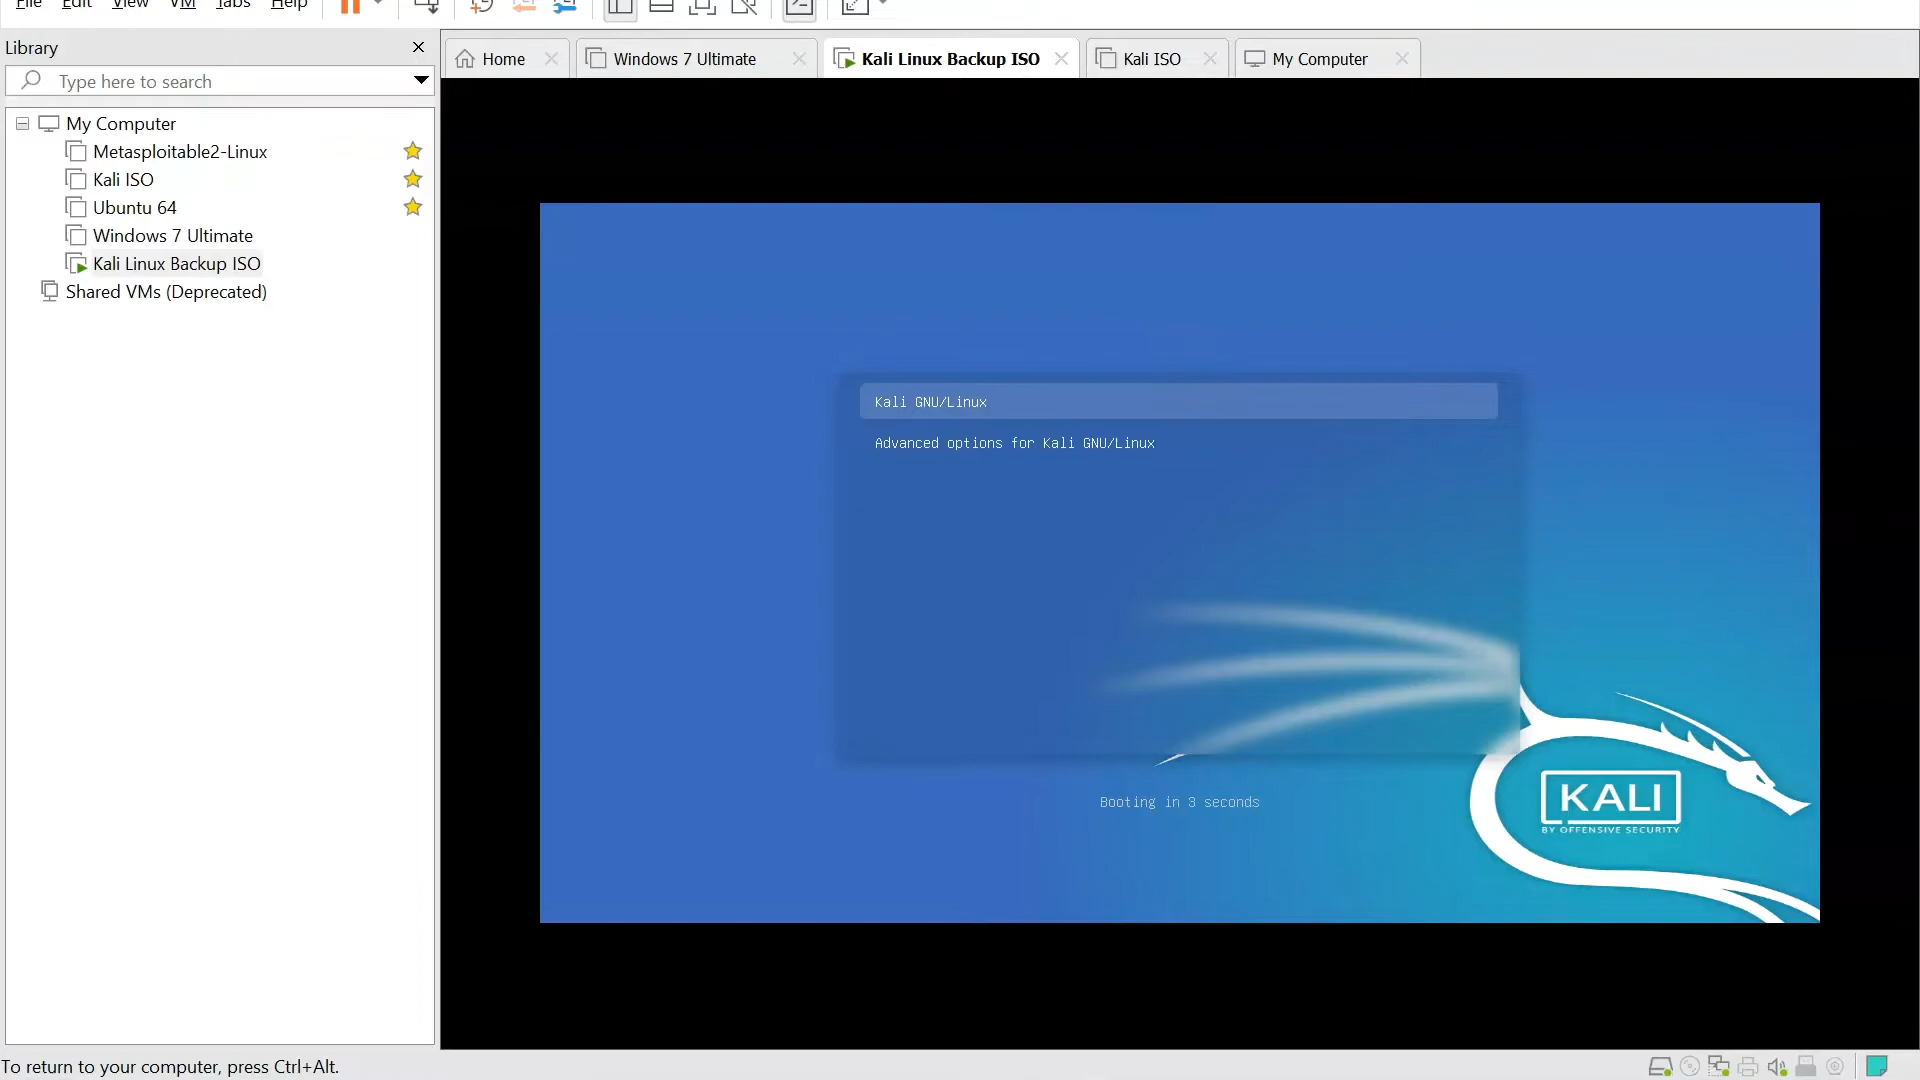 File Edit View VM Tabs Help
Library
Type here to search
My Computer
Metasploitable2-Linux
Kali ISO
Ubuntu 64
Windows 7 Ultimate
Kali Linux Backup ISO
Shared VMs (Deprecated)
Home
Windows 7 Ultimate
Kali Linux Backup ISO
Kali ISO
My Computer
Kali GNU/Linux
Advanced options for Kali GNU/Linux
Booting in 3 seconds
KALI
BY OFFENSIVE SECURITY
To return to your computer, press Ctrl+Alt.